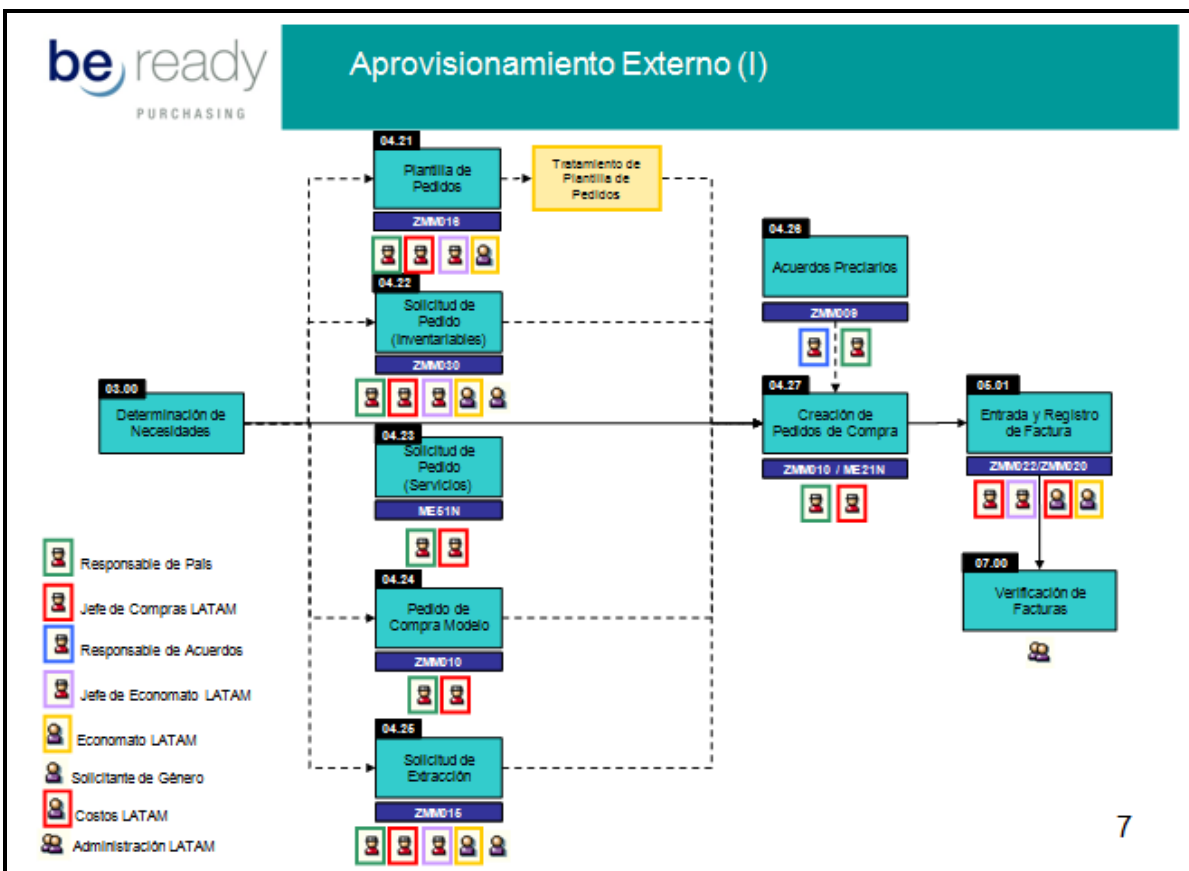 be ready
PURCHASING
Aprovisionamiento Externo (I)
04.21
Plantilla de
Pedidos
ZMM016
Tratamiento de
Plantilla de
Pedidos
04.22
Solicitud de
Pedido
(Inventariables)
ZMM030
04.26
Acuerdos Preciarios
ZMM009
03.00
Determinación de
Necesidades
04.23
Solicitud de
Pedido
(Servicios)
ME51N
04.27
Creación de
Pedidos de Compra
ZMM010 / ME21N
05.01
Entrada y Registro
de Factura
ZMM022/ZMM020
04.24
Pedido de
Compra Modelo
ZMM010
07.00
Verificación de
Facturas
04.25
Solicitud de
Extracción
ZMM015
Responsable de País
Jefe de Compras LATAM
Responsable de Acuerdos
Jefe de Economato LATAM
Economato LATAM
Solicitante de Género
Costos LATAM
Administración LATAM
7